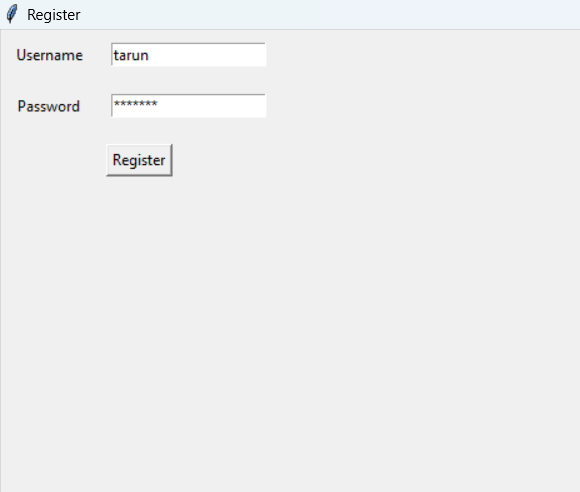 Register
Username tarun
Password *******
Register